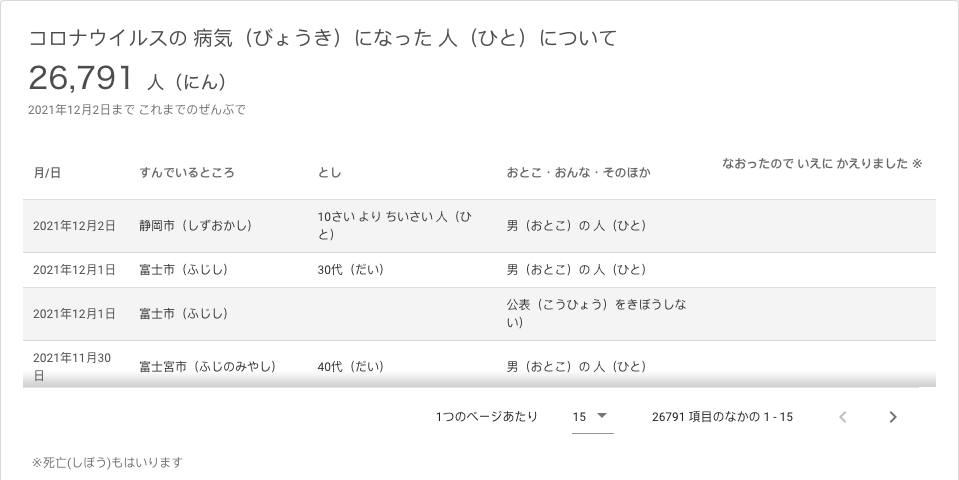 コロナウイルスの 病気（びょうき）になった 人（ひと）について
26,791 人（にん）
2021年12月2日まで これまでのぜんぶで
月/日 すんでいるところ とし おとこ・おんな・そのほか なおったので いえに かえりました ※
2021年12月2日 静岡市（しずおかし） 10さい より ちいさい 人（ひ
と） 男（おとこ）の 人（ひと）
2021年12月1日 富士市（ふじし） 30代（だい） 男（おとこ）の 人（ひと）
2021年12月1日 富士市（ふじし） 公表（こうひょう）をきぼうしな
い）
2021年11月30
日 富士宮市（ふじのみやし） 40代（だい） 男（おとこ）の 人（ひと）
1つのページあたり 15 26791 項目のなかの 1 - 15
※死亡(しぼう)もはいります